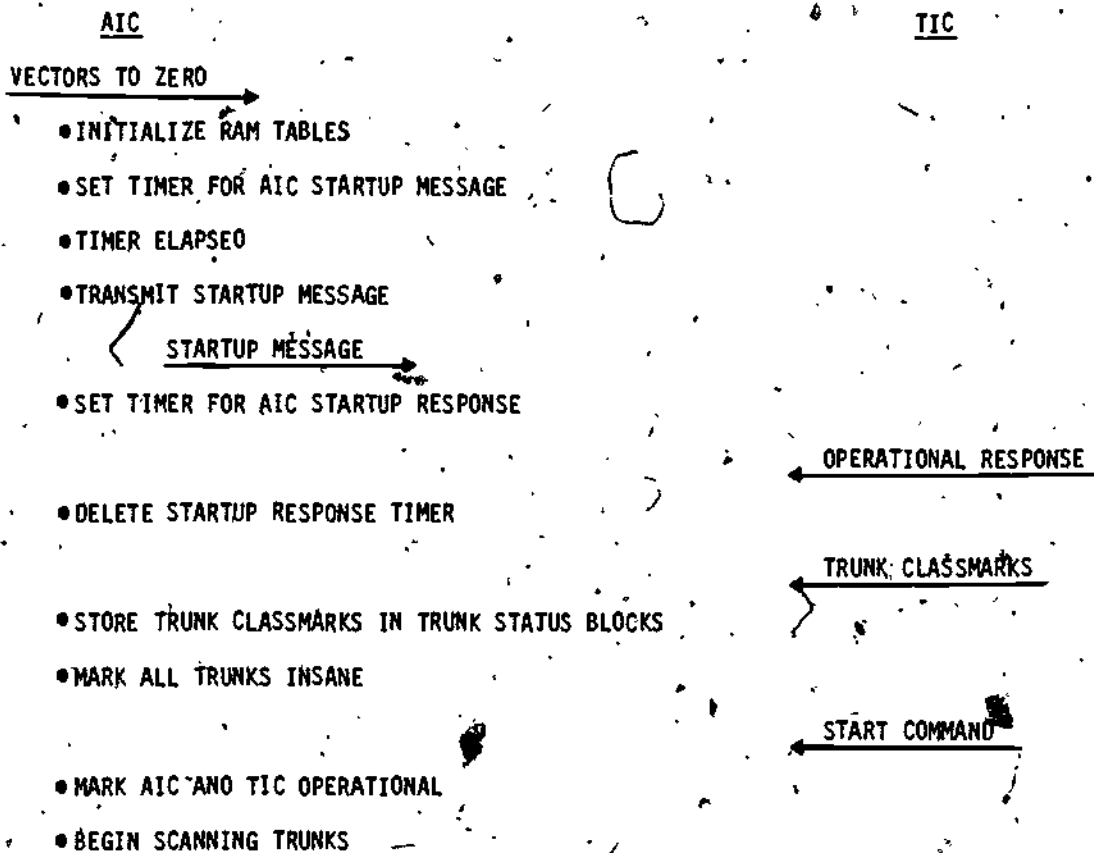 AIC
TIC
VECTORS TO ZERO
•INITIALIZE RAM TABLES
•SET TIMER FOR AIC STARTUP MESSAGE
•TIMER ELAPSED
•TRANSMIT STARTUP MESSAGE
STARTUP MESSAGE
•SET TIMER FOR AIC STARTUP RESPONSE
OPERATIONAL RESPONSE
•DELETE STARTUP RESPONSE TIMER
TRUNK CLASSMARKS
•STORE TRUNK CLASSMARKS IN TRUNK STATUS BLOCKS
•MARK ALL TRUNKS INSANE
START COMMAND
•MARK AIC AND TIC OPERATIONAL
•BEGIN SCANNING TRUNKS